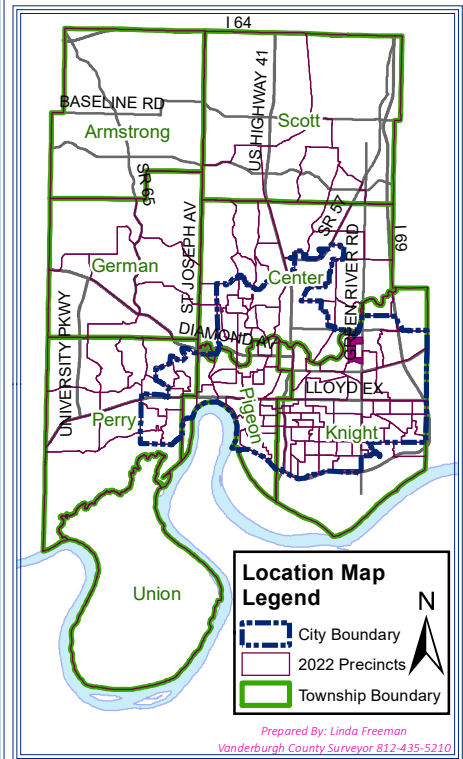 I 64
US HIGHWAY 41
BASELINE RD
Scott
Armstrong
SR 65
SR 57
ST JOSEPH AV
GREEN RIVER RD
I 69
German
Center
UNIVERSITY PKWY
DIAMOND AV
LLOYD EX
Perry
Pigeon
Knight
Union
Location Map
Legend
N
City Boundary
2022 Precincts
Township Boundary
Prepared By: Linda Freeman
Vanderburgh County Surveyor 812-435-5210